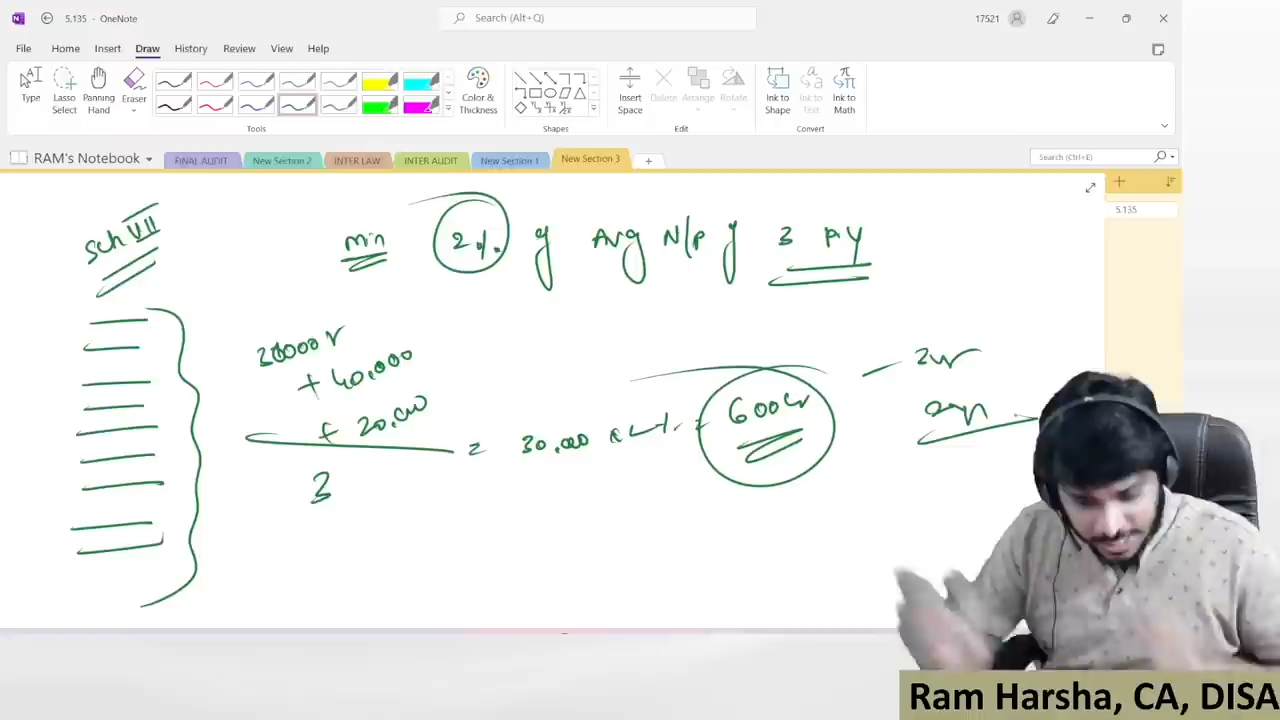 5.135 - OneNote
Search (Alt+Q)
17521
File Home Insert Draw History Review View Help
Type
Lasso Select
Panning Hand
Eraser
Color & Thickness
Insert Space
Delete
Arrange
Rotate
Ink to Shape
Ink to Text
Ink to Math
Tools
Shapes
Edit
Convert
RAM's Notebook
FINAL AUDIT
New Section 2
INTER LAW
INTER AUDIT
New Section 1
New Section 3
Search (Ctrl+E)
5.135
Sch VII
min 2% of Avg N/P of 3 PY
+ 40,000
+ 20,000
= 30,000
= 600Cr
3
Ram Harsha, CA, DISA